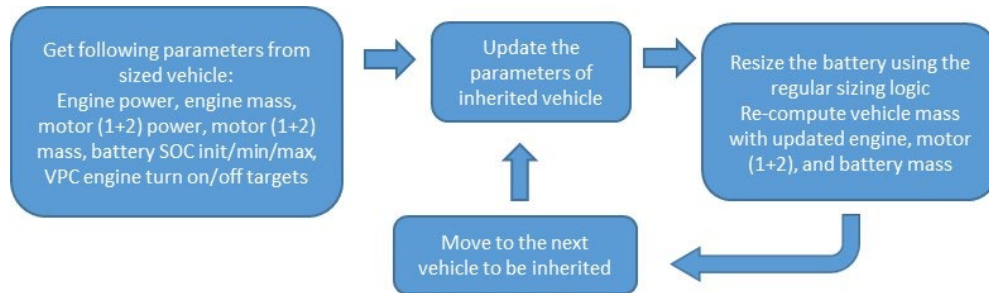 Get following parameters from
sized vehicle:
Engine power, engine mass,
motor (1+2) power, motor (1+2)
mass, battery SOC init/min/max,
VPC engine turn on/off targets
Update the
parameters of
inherited vehicle
Resize the battery using the
regular sizing logic
Re-compute vehicle mass
with updated engine, motor
(1+2), and battery mass
Move to the next
vehicle to be inherited